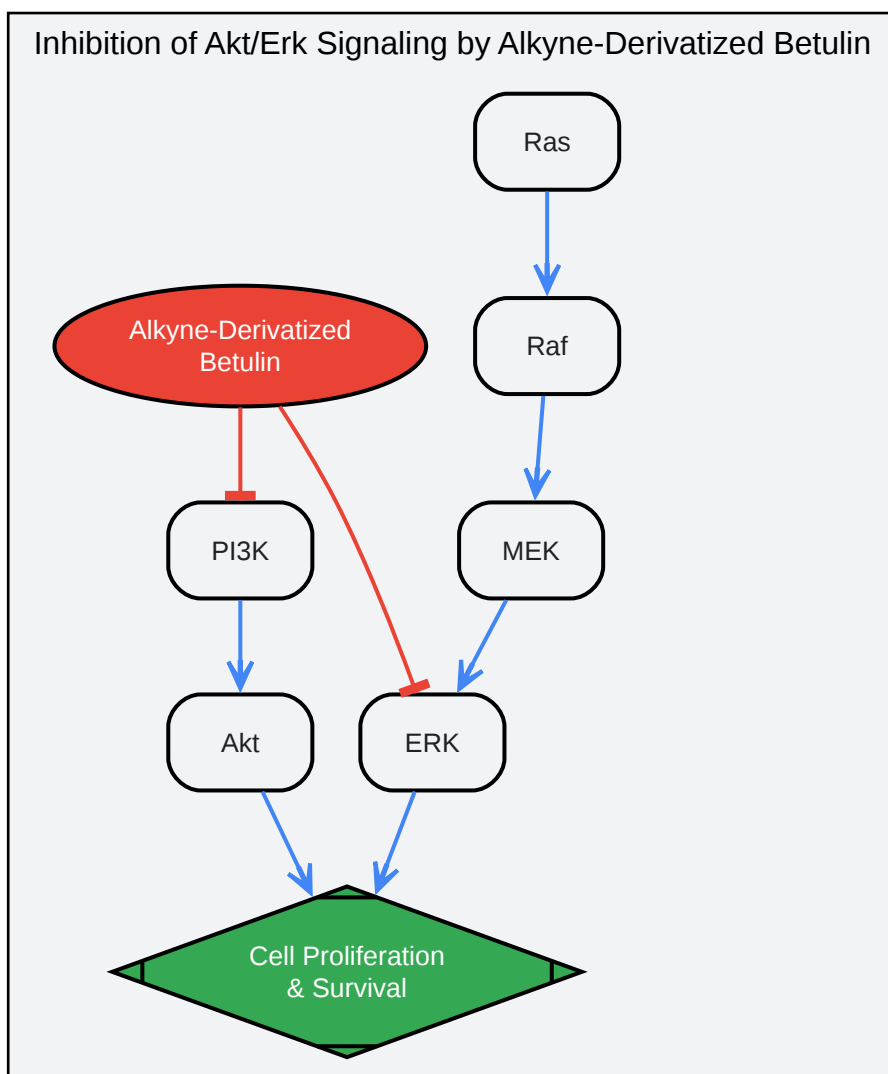 Inhibition of Akt/Erk Signaling by Alkyne-Derivatized Betulin
Ras
Alkyne-Derivatized
Betulin
Raf
PI3K
MEK
Akt
ERK
Cell Proliferation
& Survival